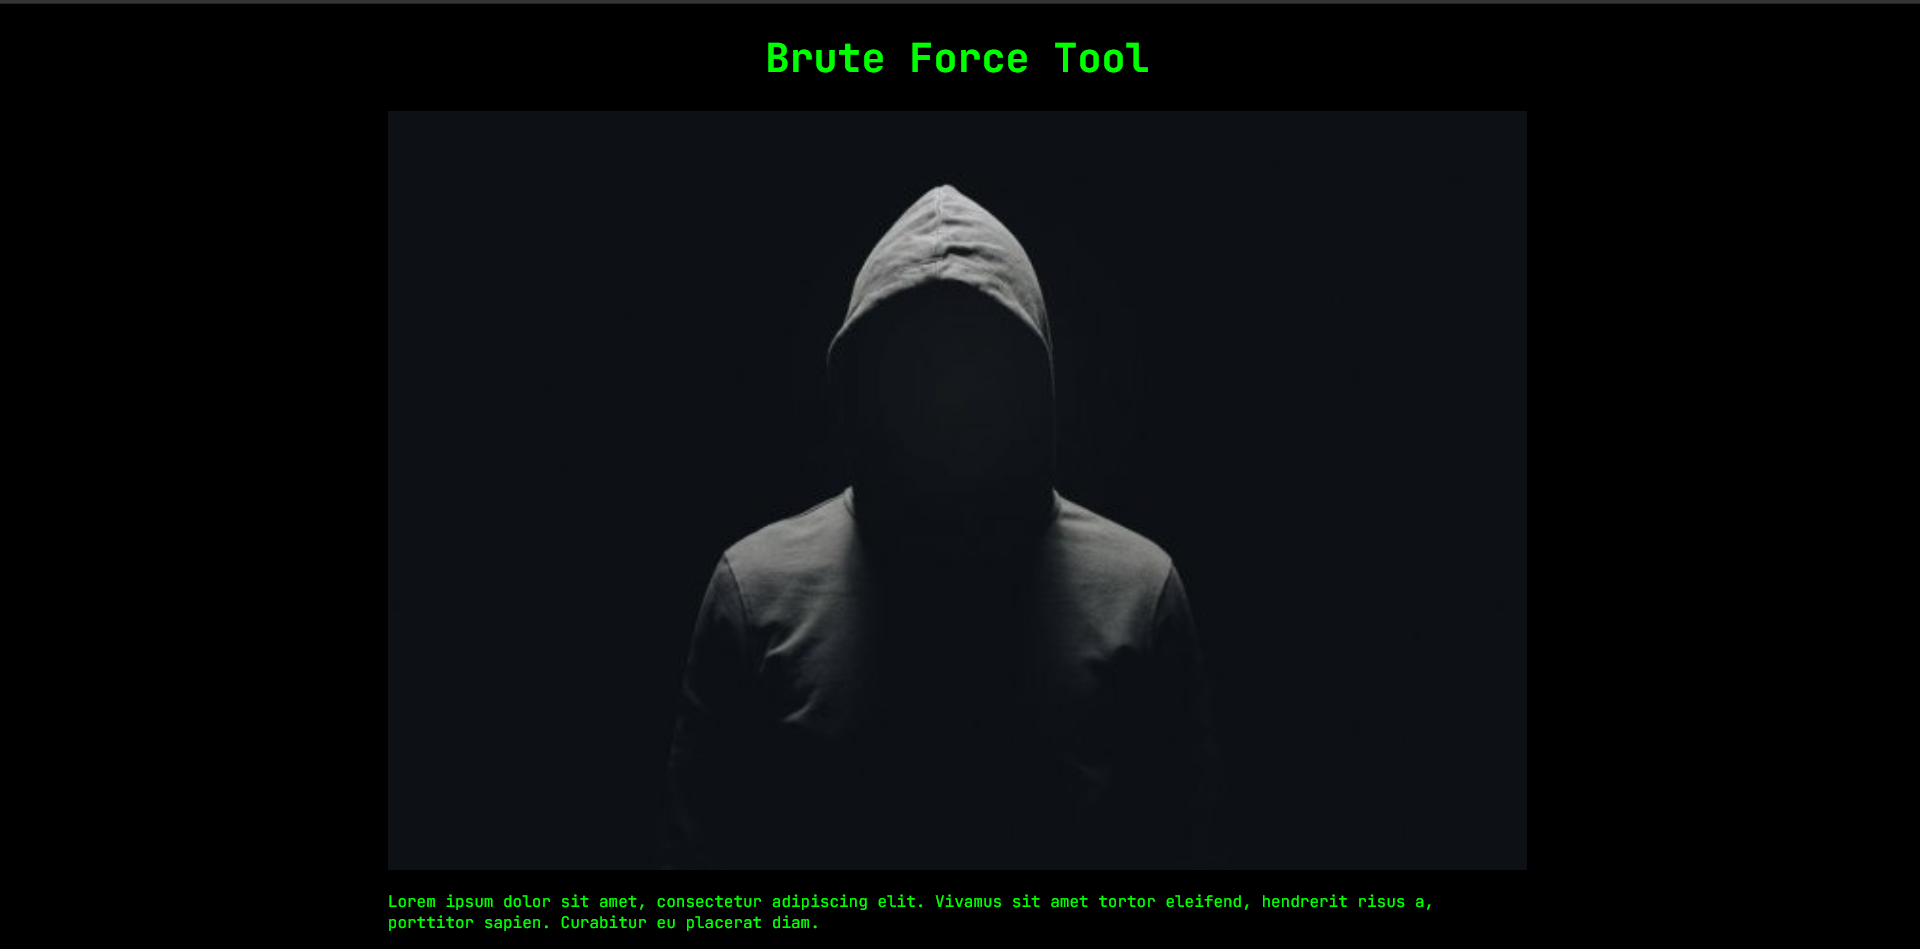 Brute Force Tool
Lorem ipsum dolor sit amet, consectetur adipiscing elit. Vivamus sit amet tortor eleifend, hendrerit risus a,
porttitor sapien. Curabitur eu placerat diam.